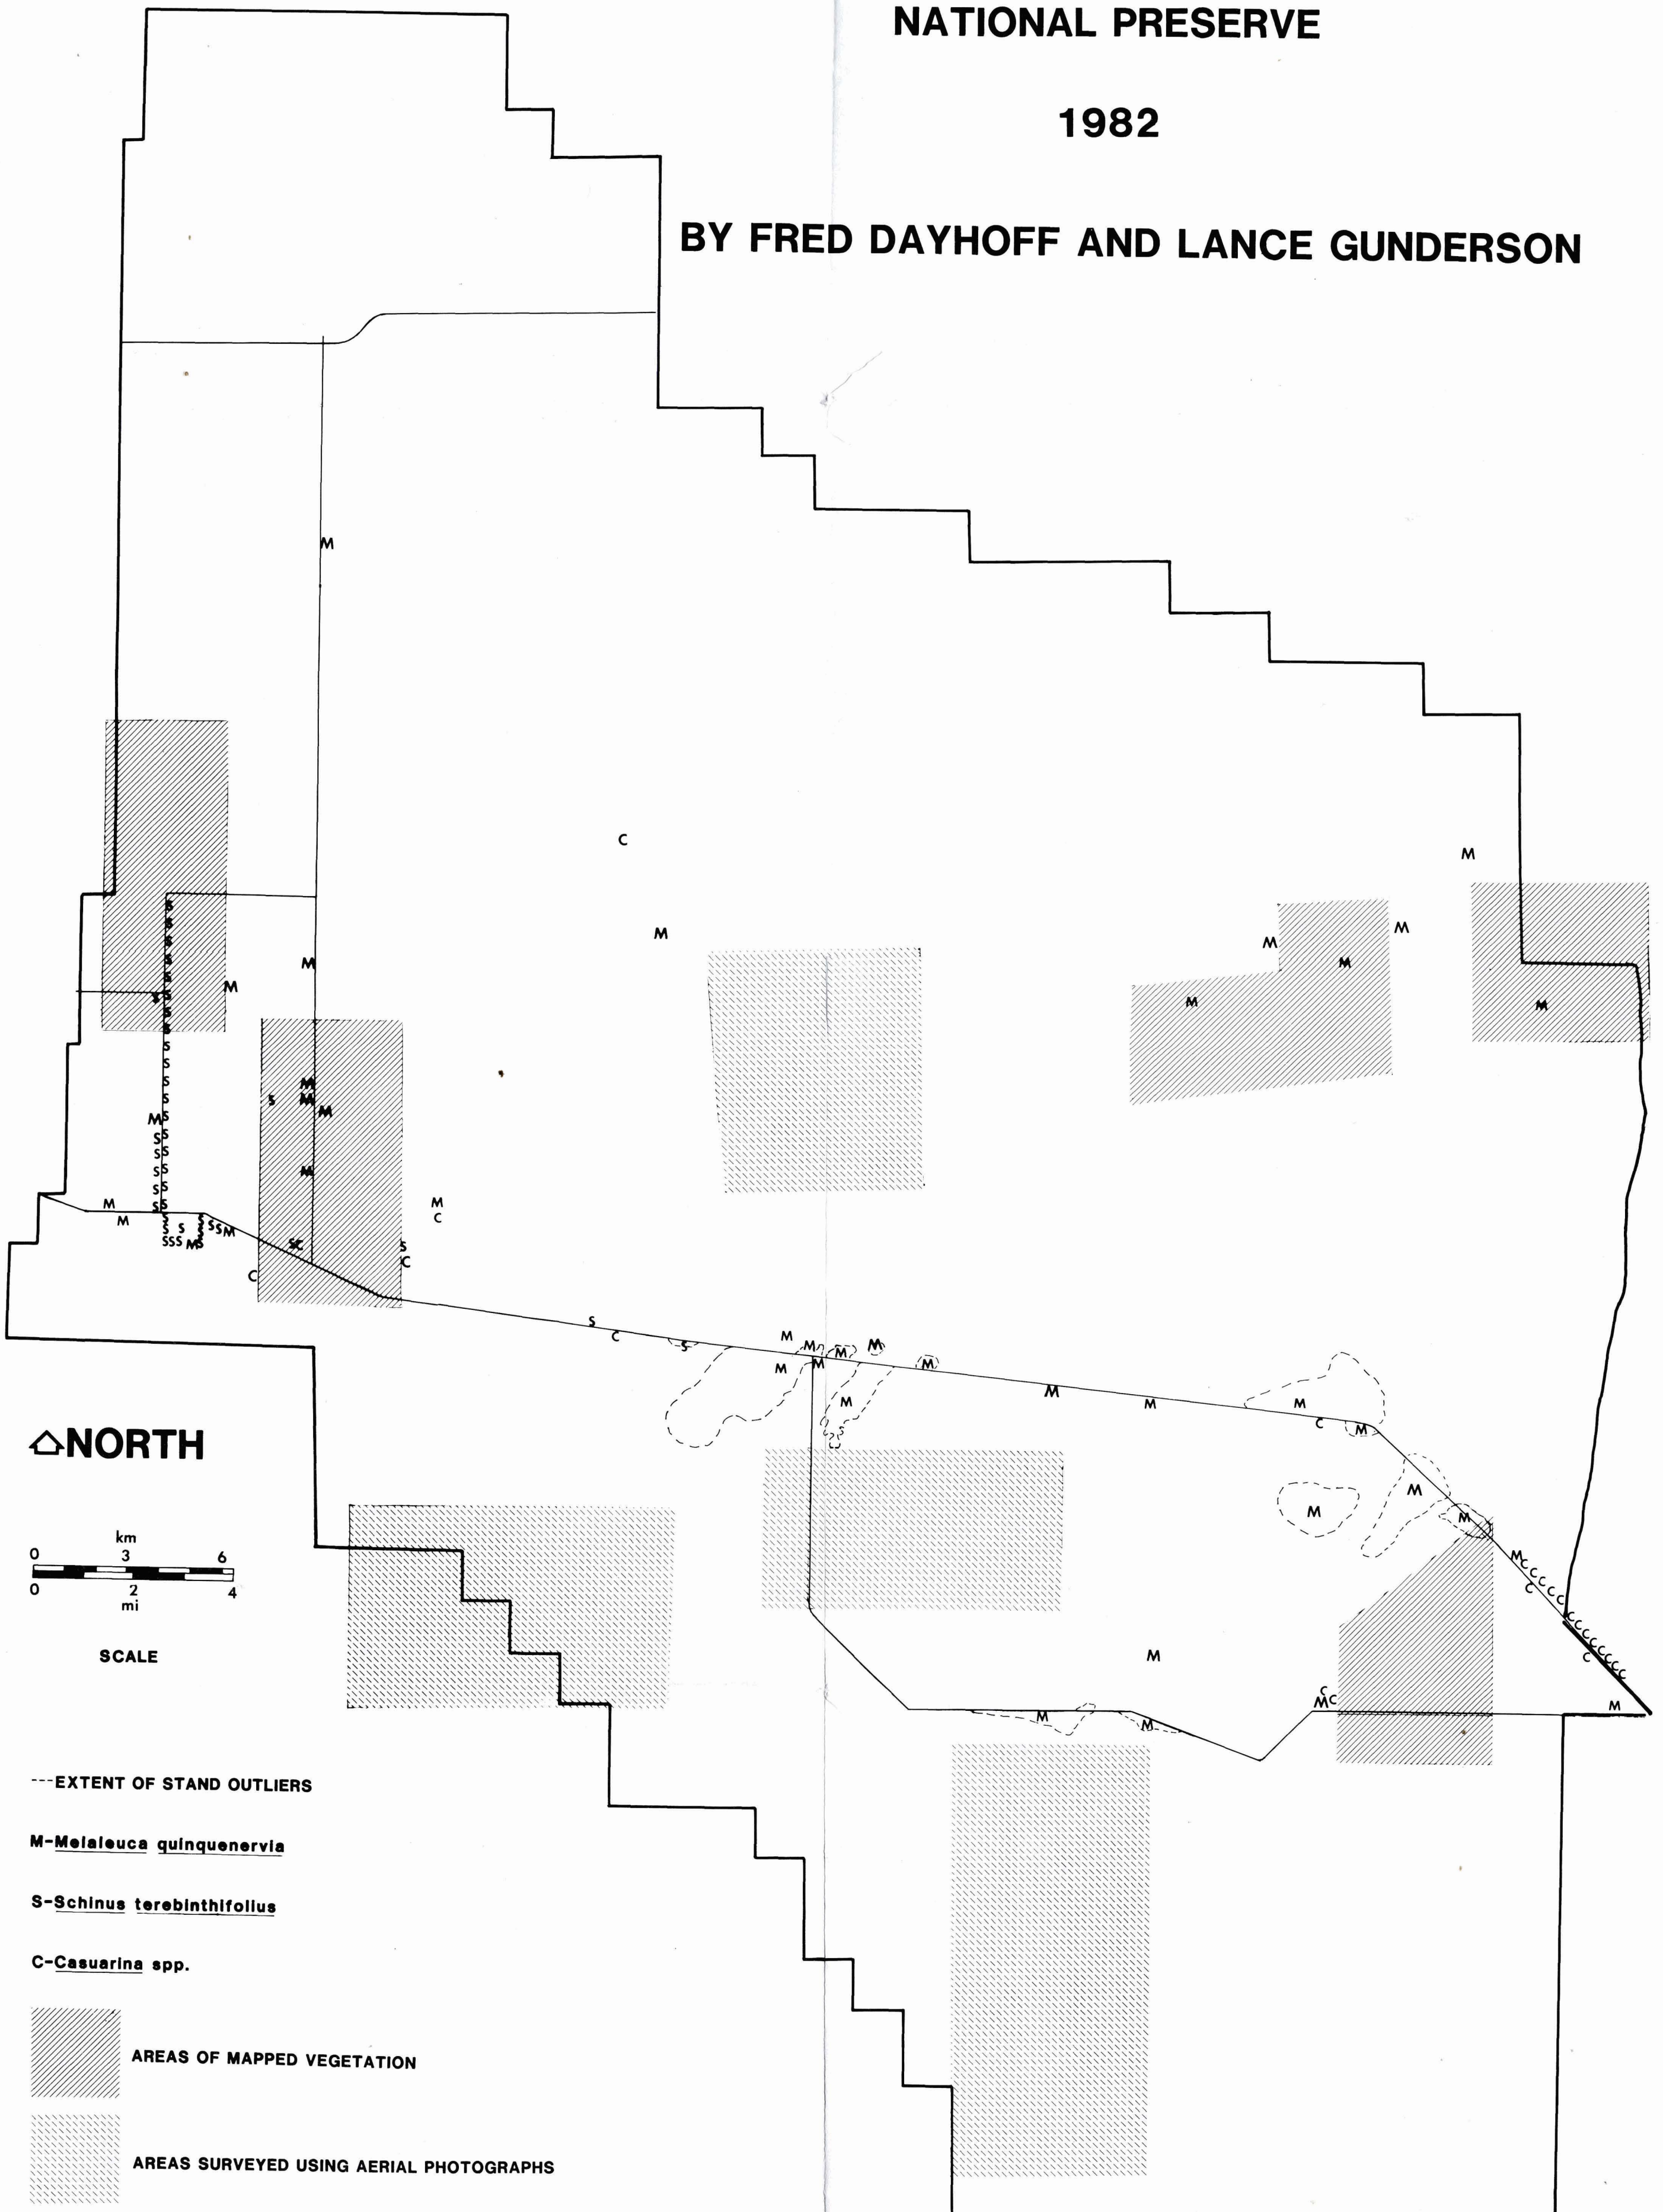 NATIONAL PRESERVE
1982
BY FRED DAYHOFF AND LANCE GUNDERSON
M
C
M
M
M
M
M
M
M
M
M
S
S
S
S
S
S
S
S
S
S
S
S
S
M
M
M
M
M
M
C
S
C
SC
C
S
C
S
M
M
M
M
M
M
M
M
M
M
M
M
C
M
M
M
M
M
C
C
C
C
C
C
M
C
MC
M
M
M
NORTH
km
0 3 6
0 2 4
mi
SCALE
---EXTENT OF STAND OUTLIERS
M-Melaleuca quinquenervia
S-Schinus terebinthifolius
C-Casuarina spp.
AREAS OF MAPPED VEGETATION
AREAS SURVEYED USING AERIAL PHOTOGRAPHS